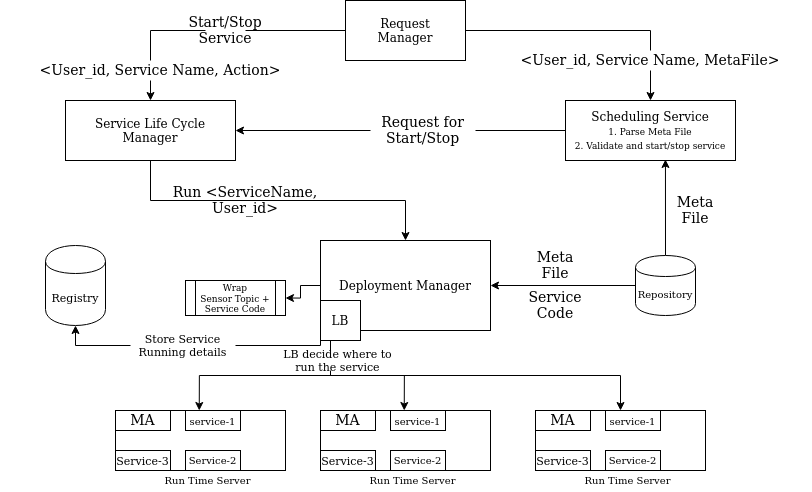 Start/Stop
Service
Request
Manager
<User_id, Service Name, Action>
<User_id, Service Name, MetaFile>
Service Life Cycle
Manager
Request for
Start/Stop
Scheduling Service
1. Parse Meta File
2. Validate and start/stop service
Run <ServiceName,
User_id>
Meta
File
Registry
Wrap
Sensor Topic +
Service Code
Deployment Manager
LB
Meta
File
Service
Code
Repository
Store Service
Running details
LB decide where to
run the service
MA
service-1
Service-3
Service-2
Run Time Server
MA
service-1
Service-3
Service-2
Run Time Server
MA
service-1
Service-3
Service-2
Run Time Server